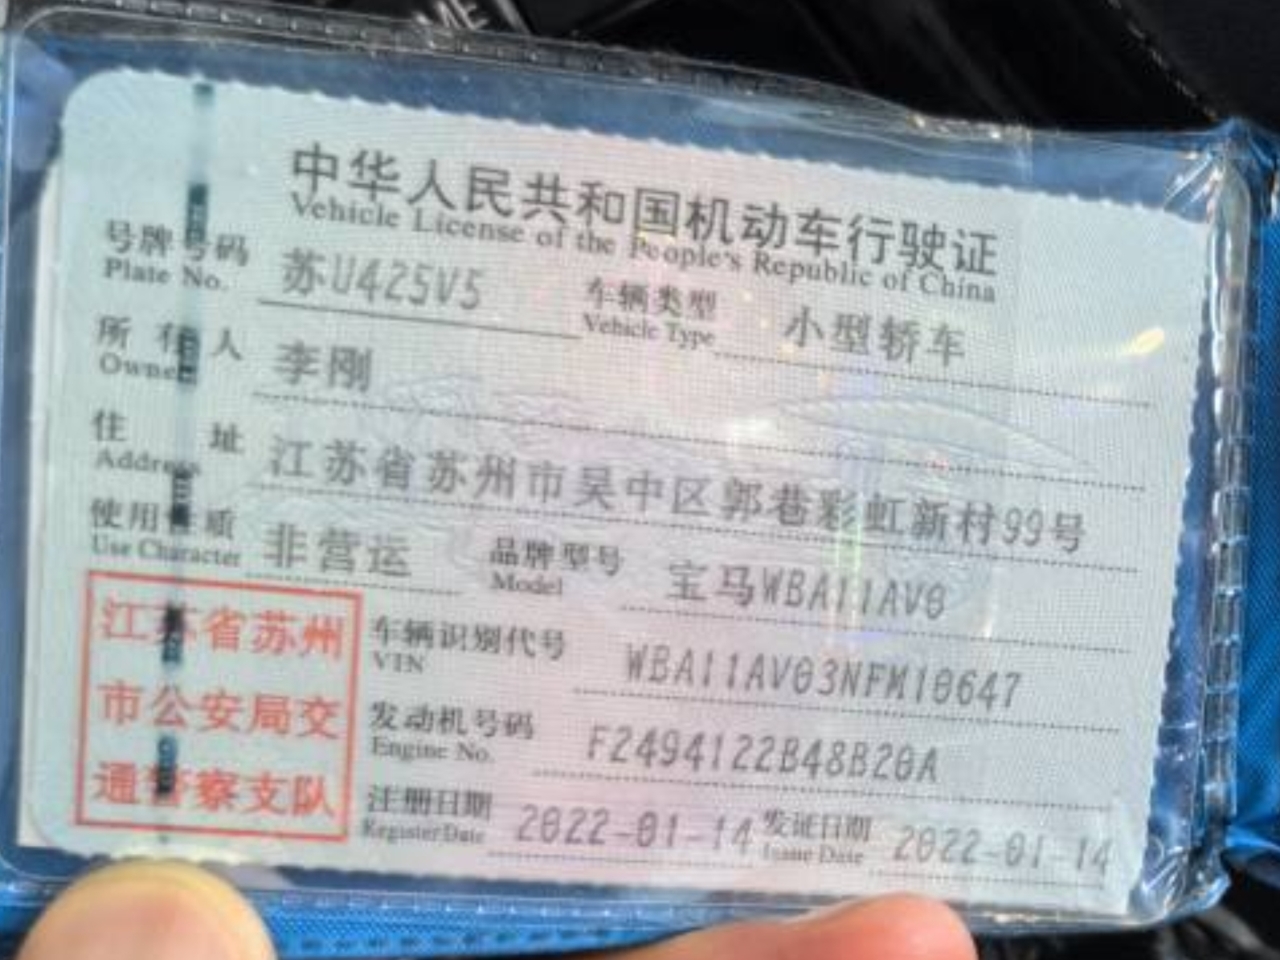 中华人民共和国机动车行驶证
Vehicle License of the People's Republic of China
号牌号码 苏U425V5 车辆类型 小型轿车
Plate No. Vehicle Type
所有人 李刚
Owner
住址 江苏省苏州市吴中区郭巷彩虹新村99号
Address
使用性质 非营运 品牌型号 宝马WBA11AV0
Use Character Model
江苏省苏州
市公安局交
通警察支队
车辆识别代号 WBA11AV03NFM10647
VIN
发动机号码 F2494122B48B20A
Engine No.
注册日期 2022-01-14 发证日期 2022-01-14
Register Date Issue Date